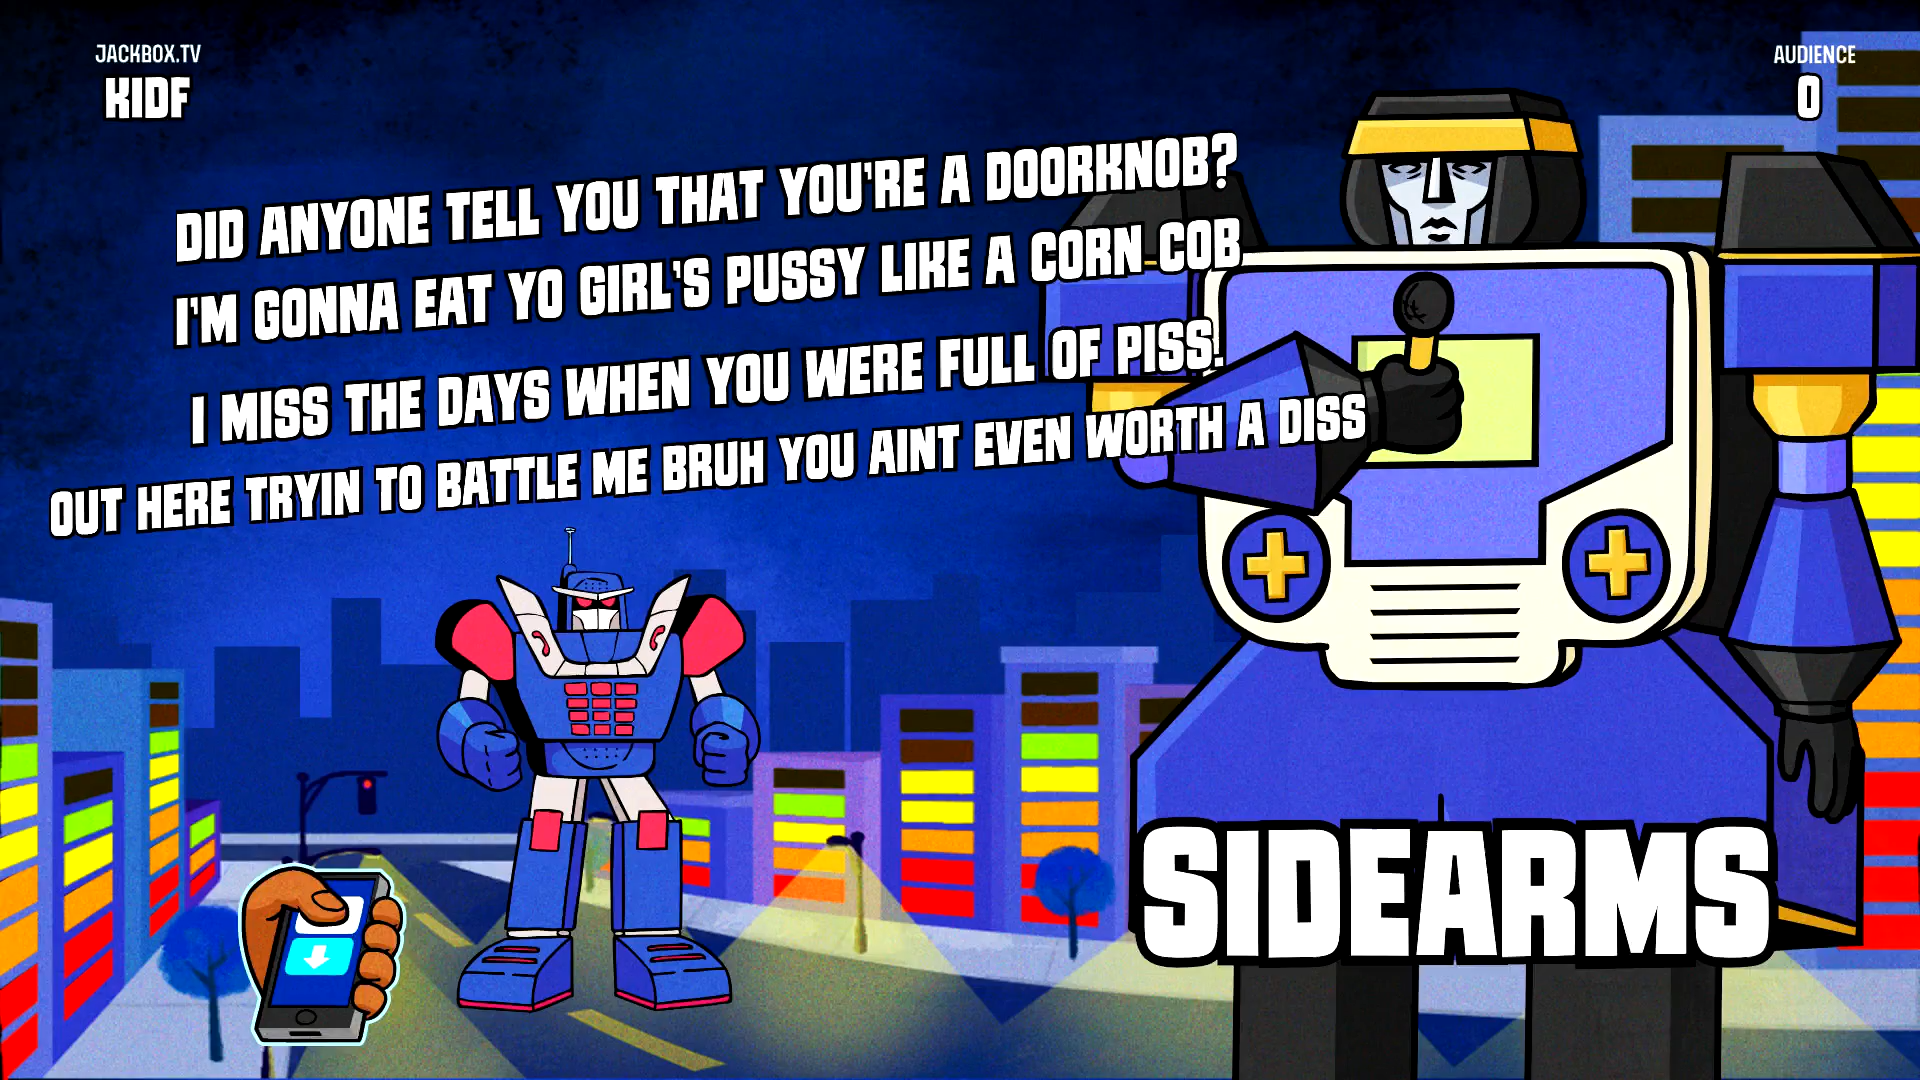 JACKBOX.TV
KIDF
AUDIENCE
0
DID ANYONE TELL YOU THAT YOU'RE A DOORKNOB?
I'M GONNA EAT YO GIRL'S PUSSY LIKE A CORN COB
I MISS THE DAYS WHEN YOU WERE FULL OF PISS!
OUT HERE TRYIN TO BATTLE ME BRUH YOU AINT EVEN WORTH A DISS
SIDEARMS